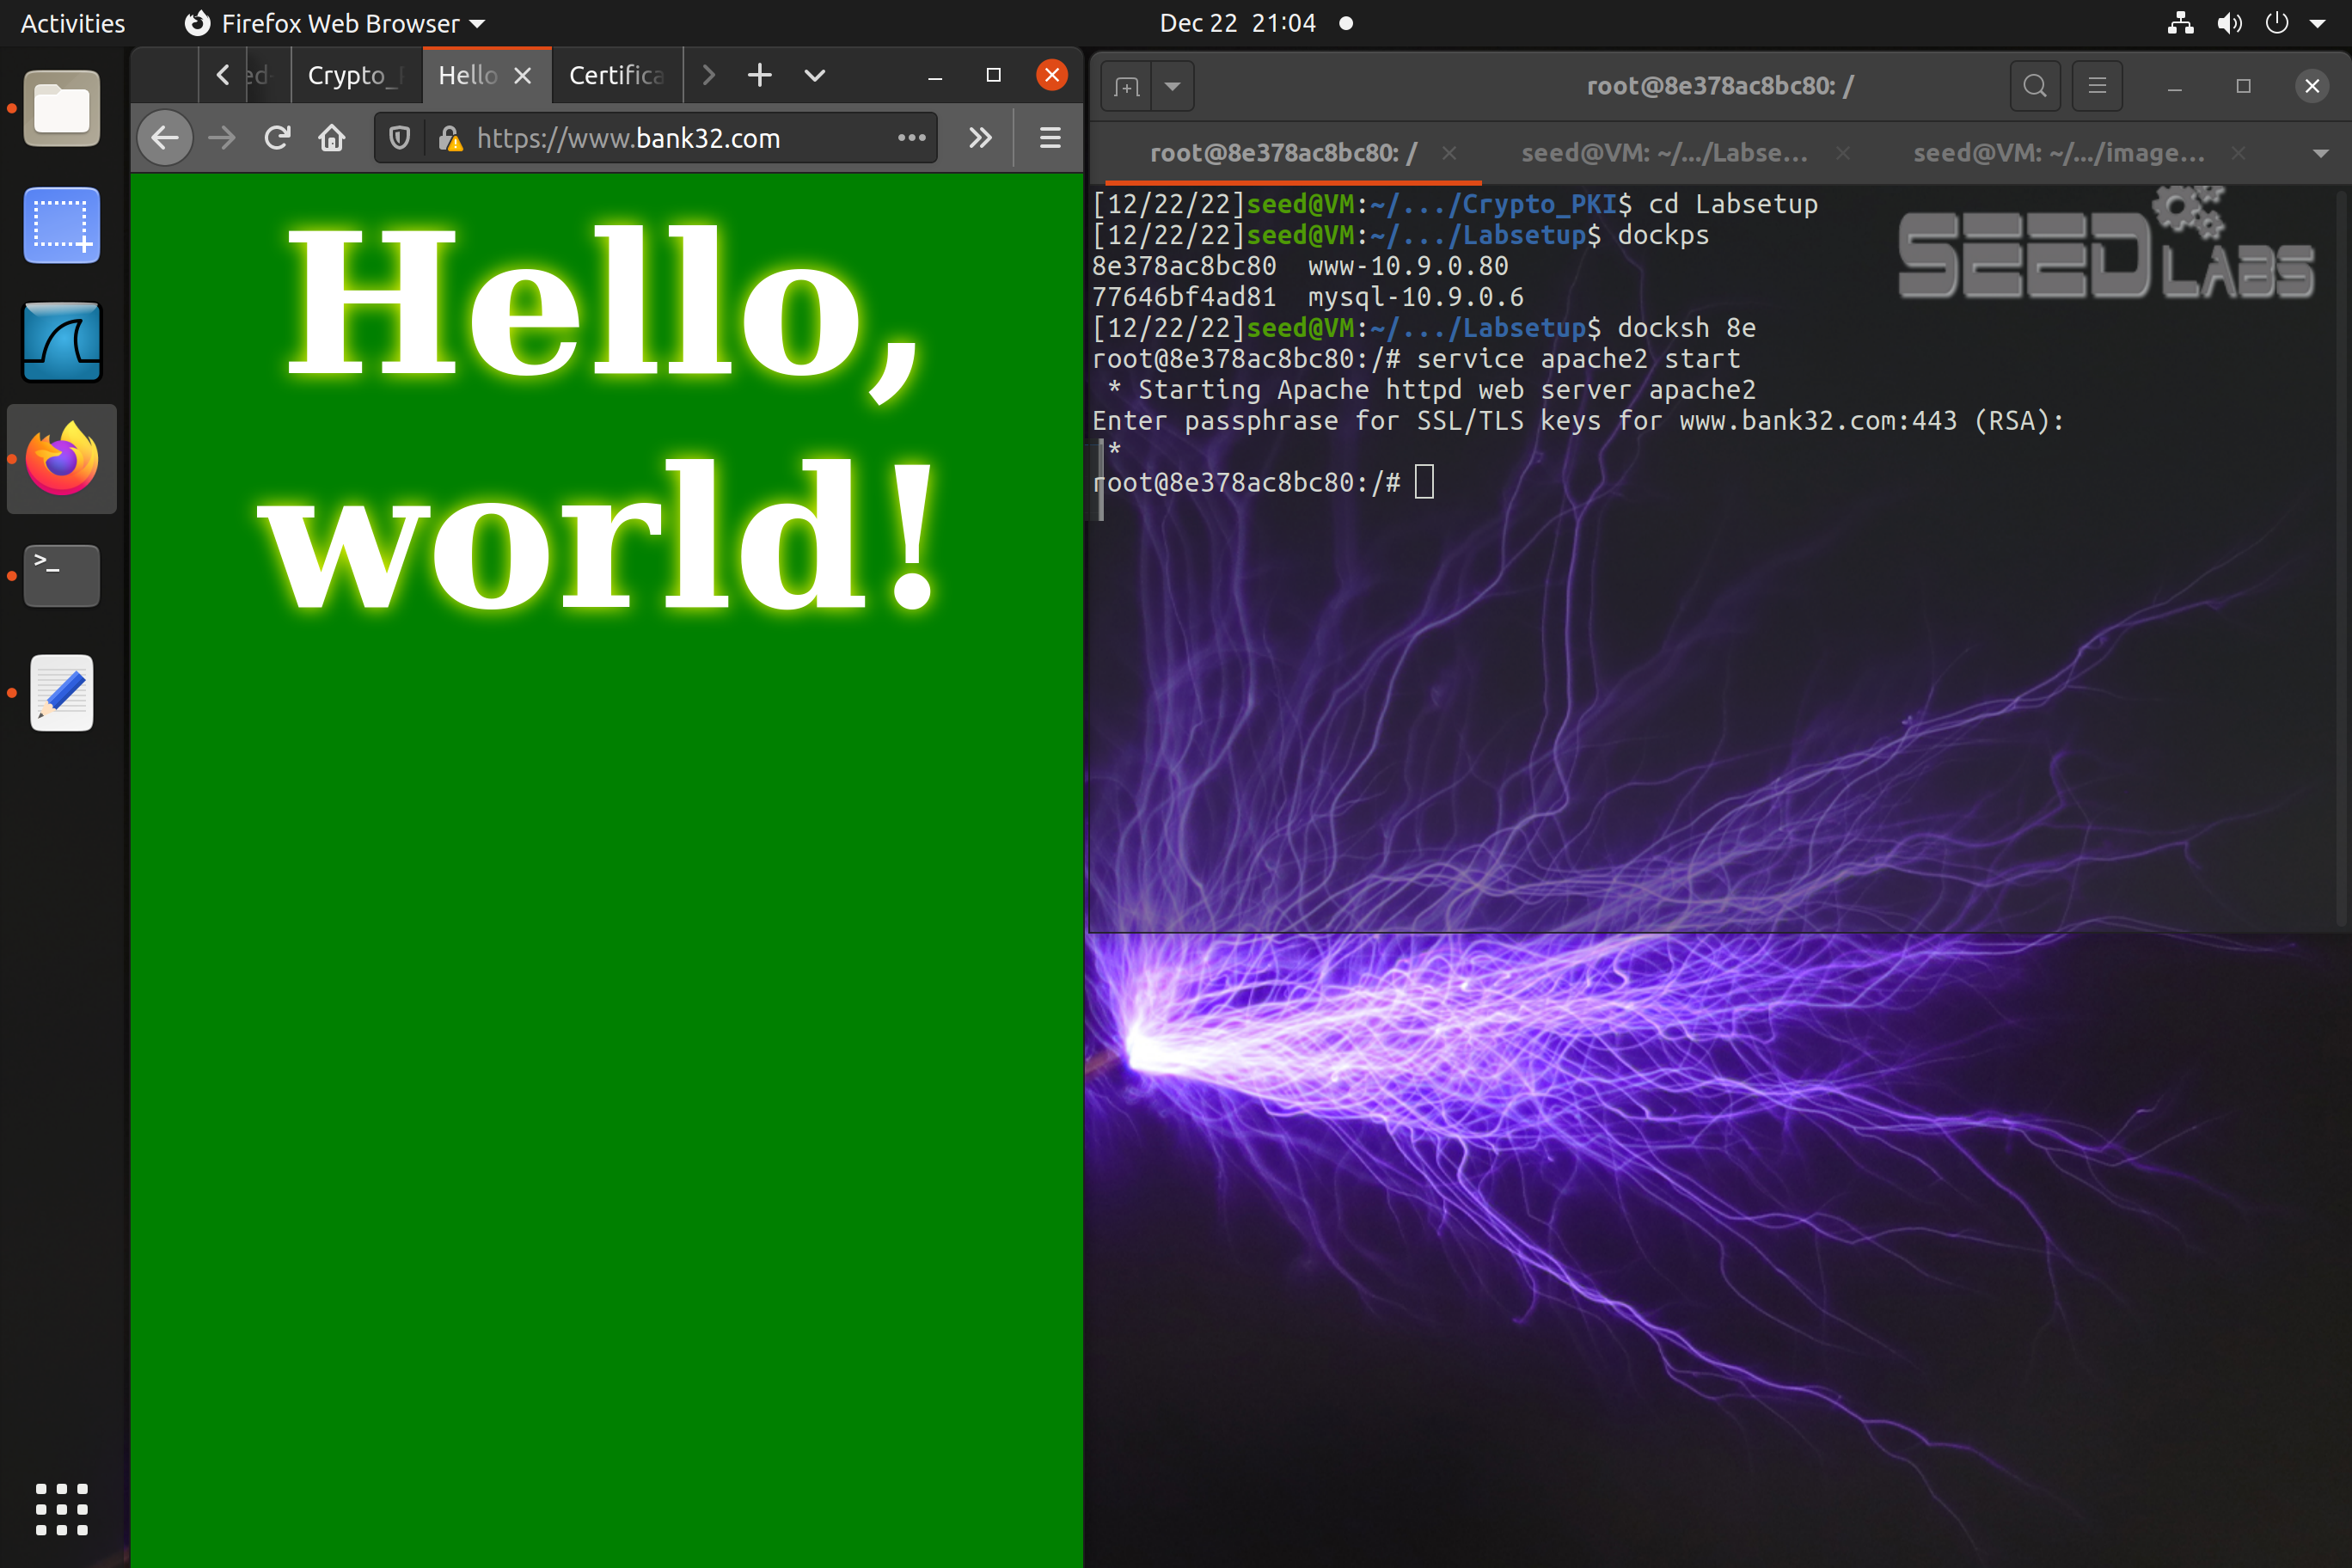 Activities
Firefox Web Browser
Dec 22 21:04
Crypto_
Hello
Certifica
https://www.bank32.com
Hello,
world!
root@8e378ac8bc80: /
root@8e378ac8bc80: /
seed@VM: ~/.../Labse...
seed@VM: ~/.../image...
[12/22/22]seed@VM:~/.../Crypto_PKI$ cd Labsetup
[12/22/22]seed@VM:~/.../Labsetup$ dockps
8e378ac8bc80  www-10.9.0.80
77646bf4ad81  mysql-10.9.0.6
[12/22/22]seed@VM:~/.../Labsetup$ docksh 8e
root@8e378ac8bc80:/# service apache2 start
 * Starting Apache httpd web server apache2
Enter passphrase for SSL/TLS keys for www.bank32.com:443 (RSA):
 *
root@8e378ac8bc80:/#
SEED LABS